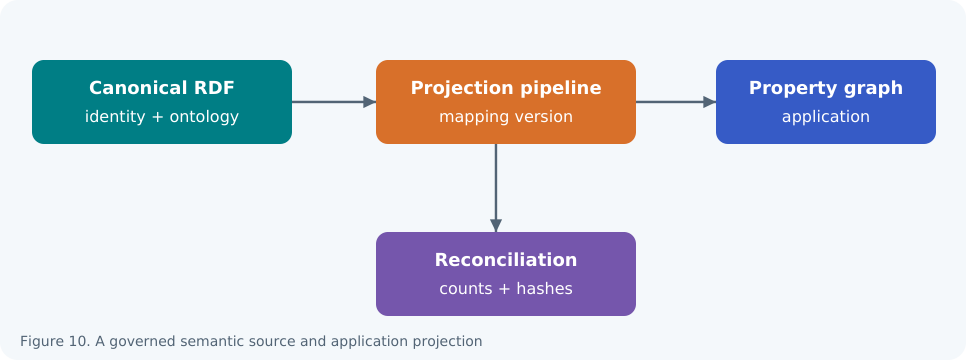 Canonical RDF
identity + ontology
Projection pipeline
mapping version
Property graph
application
Reconciliation
counts + hashes
Figure 10. A governed semantic source and application projection